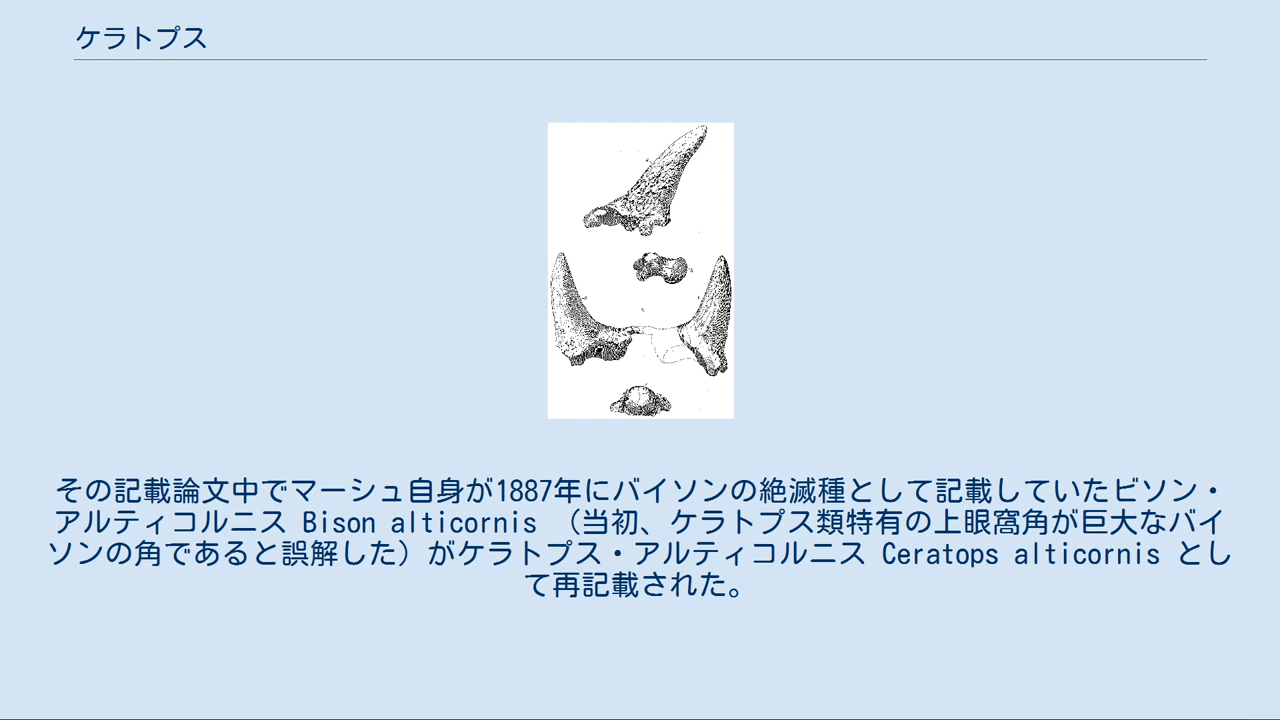 ケラトプス
その記載論文中でマーシュ自身が1887年にバイソンの絶滅種として記載していたビソン・
アルティコルニス Bison alticornis （当初、ケラトプス類特有の上眼窩角が巨大なバイ
ソンの角であると誤解した）がケラトプス・アルティコルニス Ceratops alticornis とし
て再記載された。